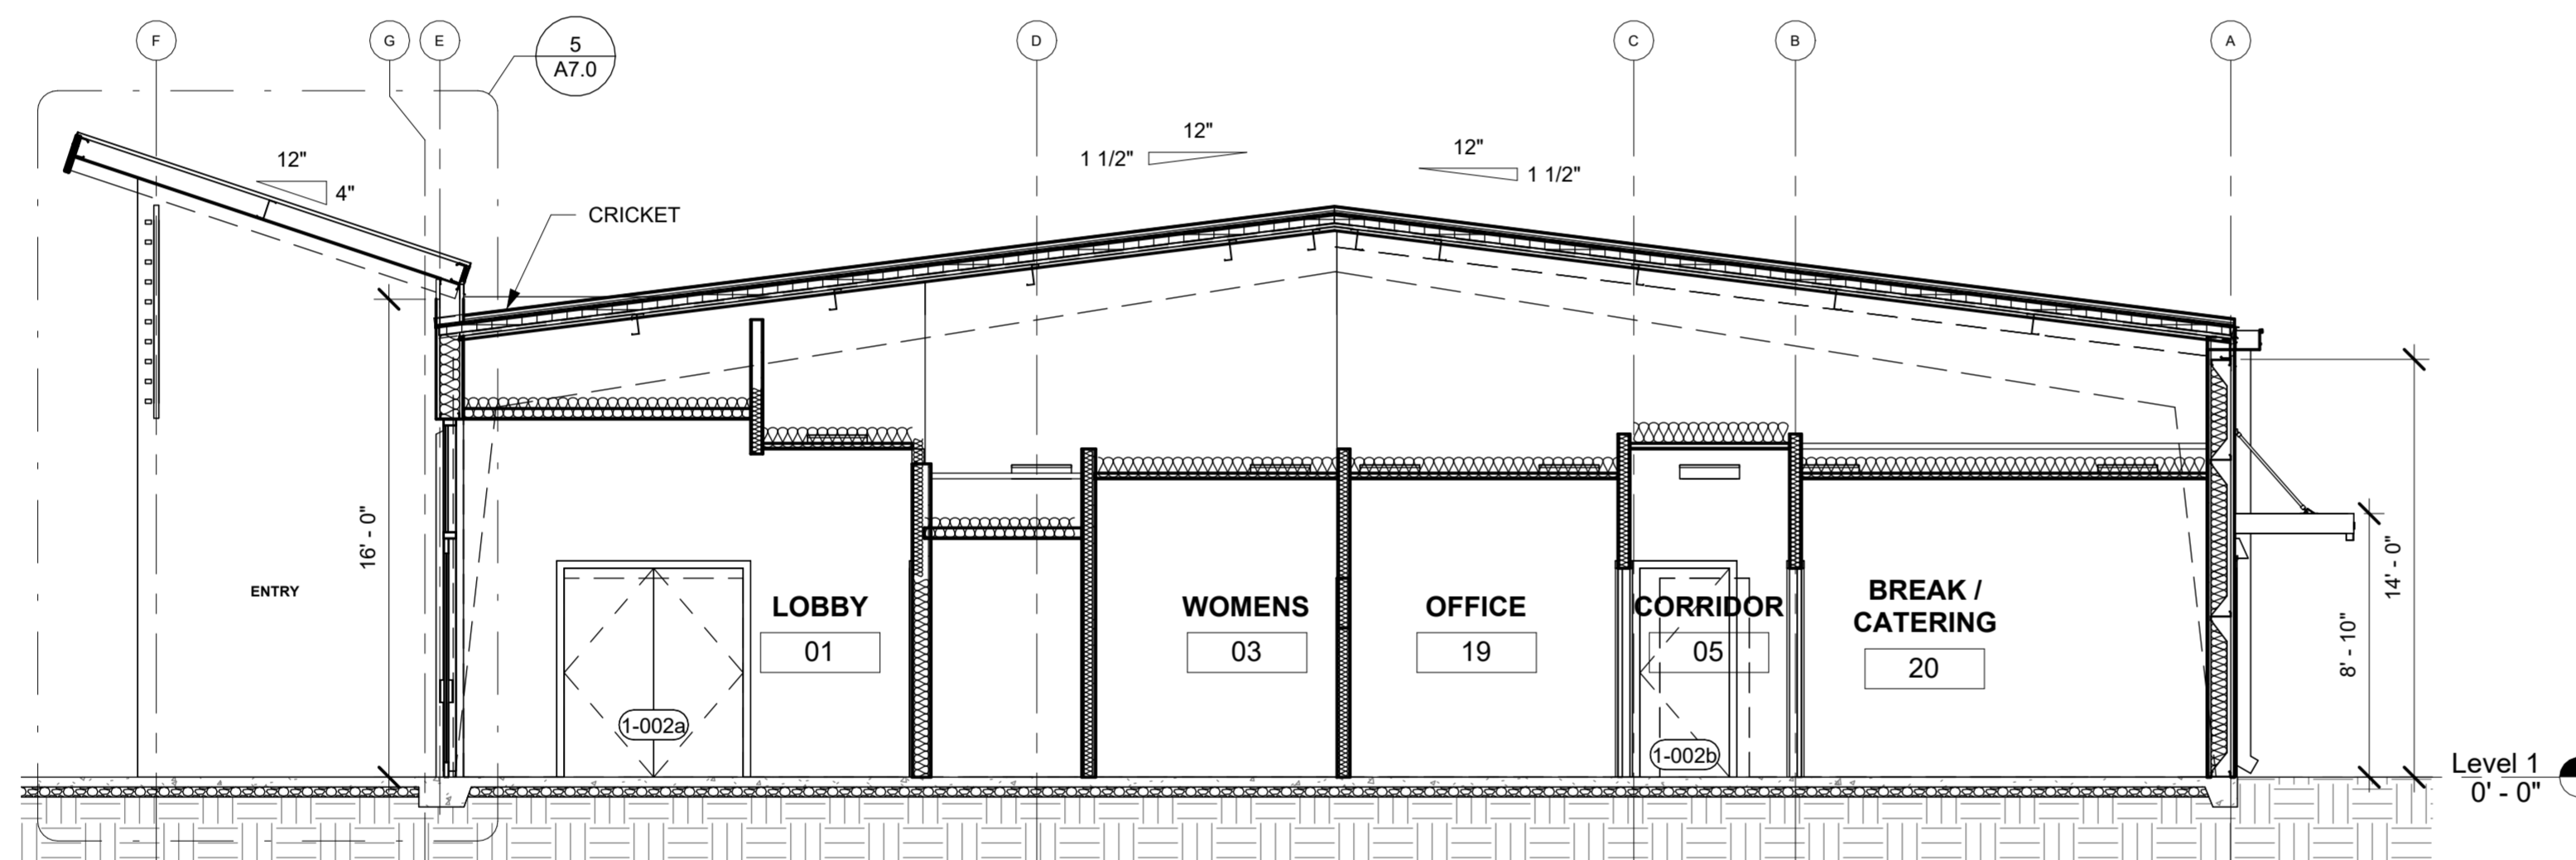 F
G
E
5
A7.0
D
C
B
A
12"
4"
CRICKET
12"
1 1/2"
12"
1 1/2"
16' - 0"
ENTRY
LOBBY
01
WOMENS
03
OFFICE
19
CORRIDOR
05
BREAK /
CATERING
20
1-002a
1-002b
8' - 10"
14' - 0"
Level 1
0' - 0"